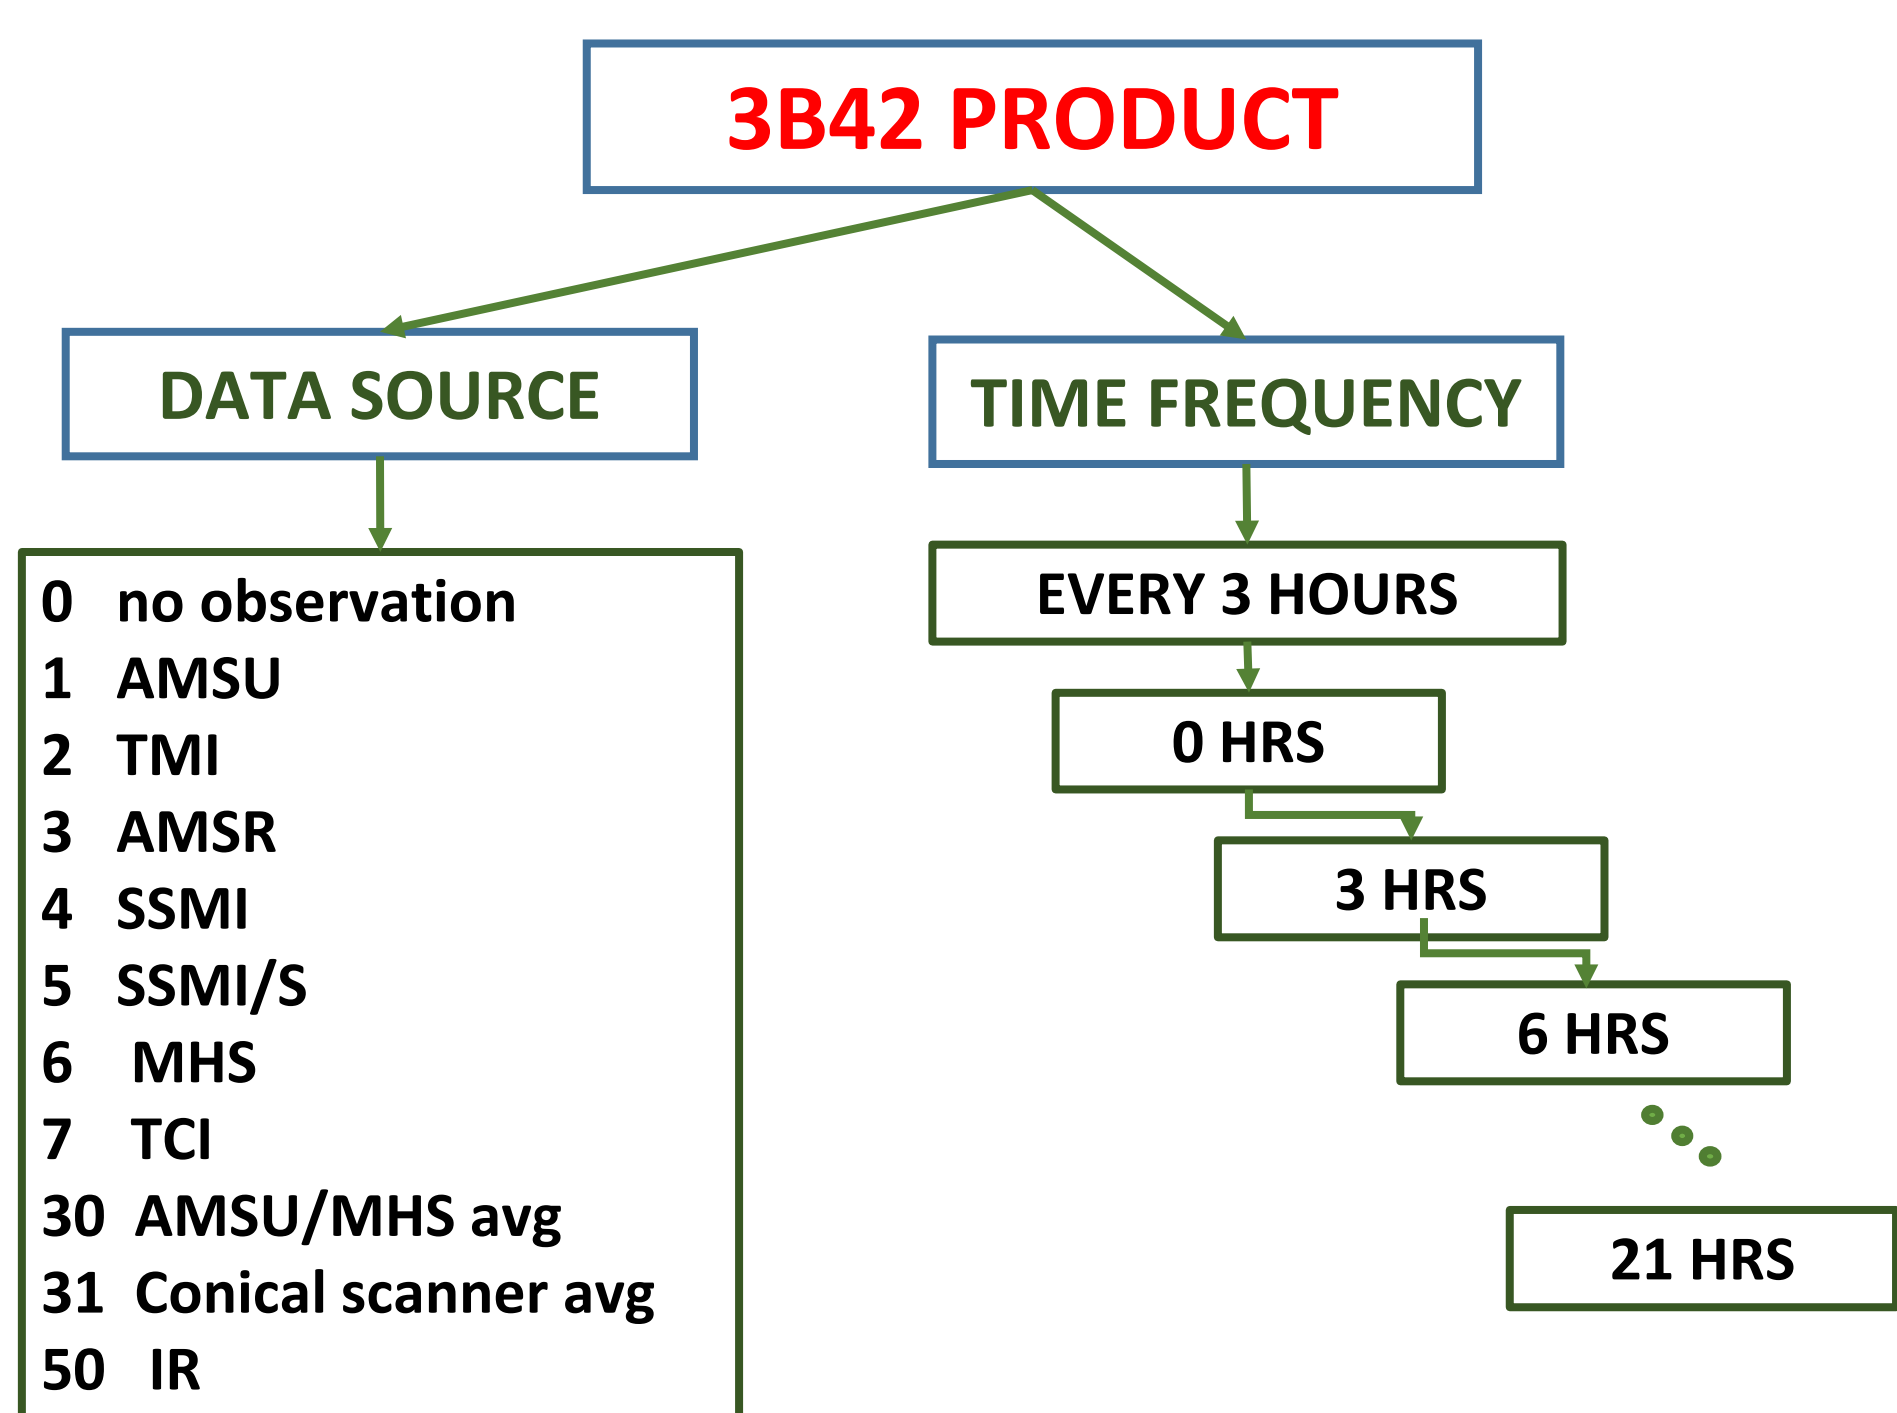 3B42 PRODUCT
DATA SOURCE
0 no observation
1 AMSU
2 TMI
3 AMSR
4 SSMI
5 SSMI/S
6 MHS
7 TCI
30 AMSU/MHS avg
31 Conical scanner avg
50 IR
TIME FREQUENCY
EVERY 3 HOURS
0 HRS
3 HRS
6 HRS
21 HRS